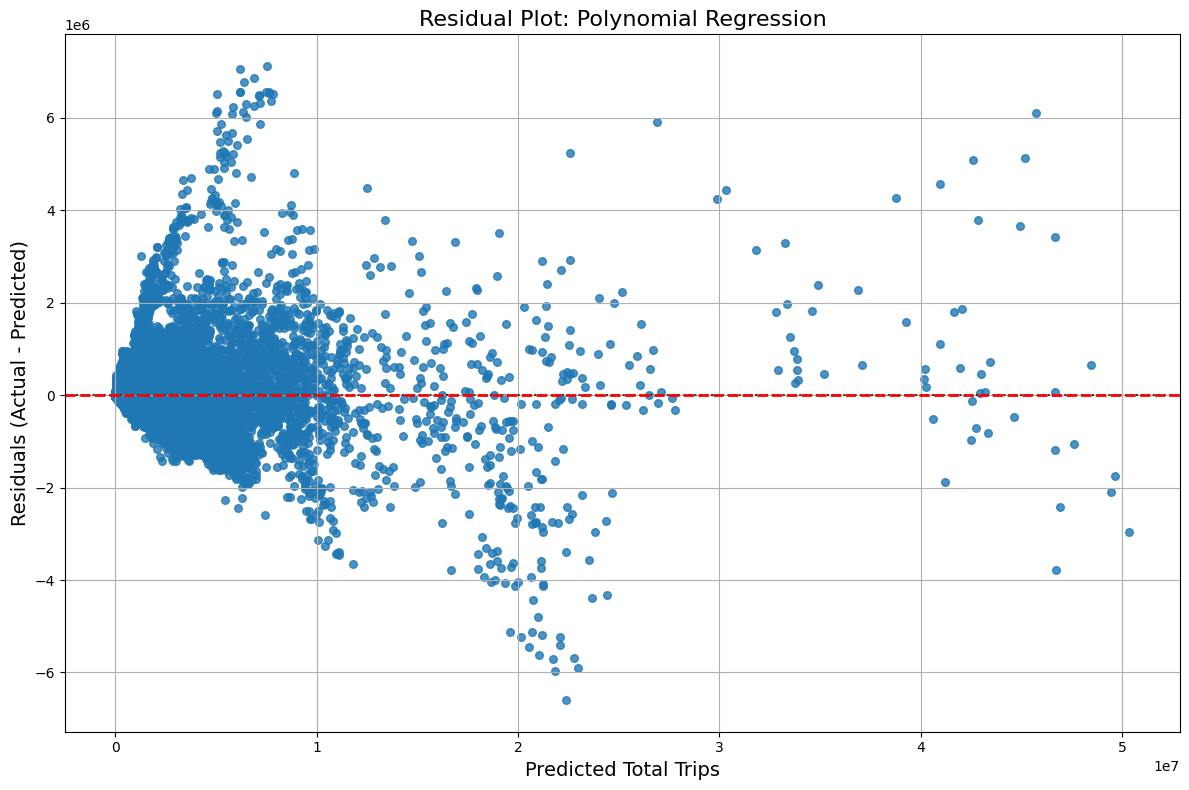 Residual Plot: Polynomial Regression
1e6
6
4
2
0
−2
−4
−6
Residuals (Actual - Predicted)
0 1 2 3 4 5
1e7
Predicted Total Trips